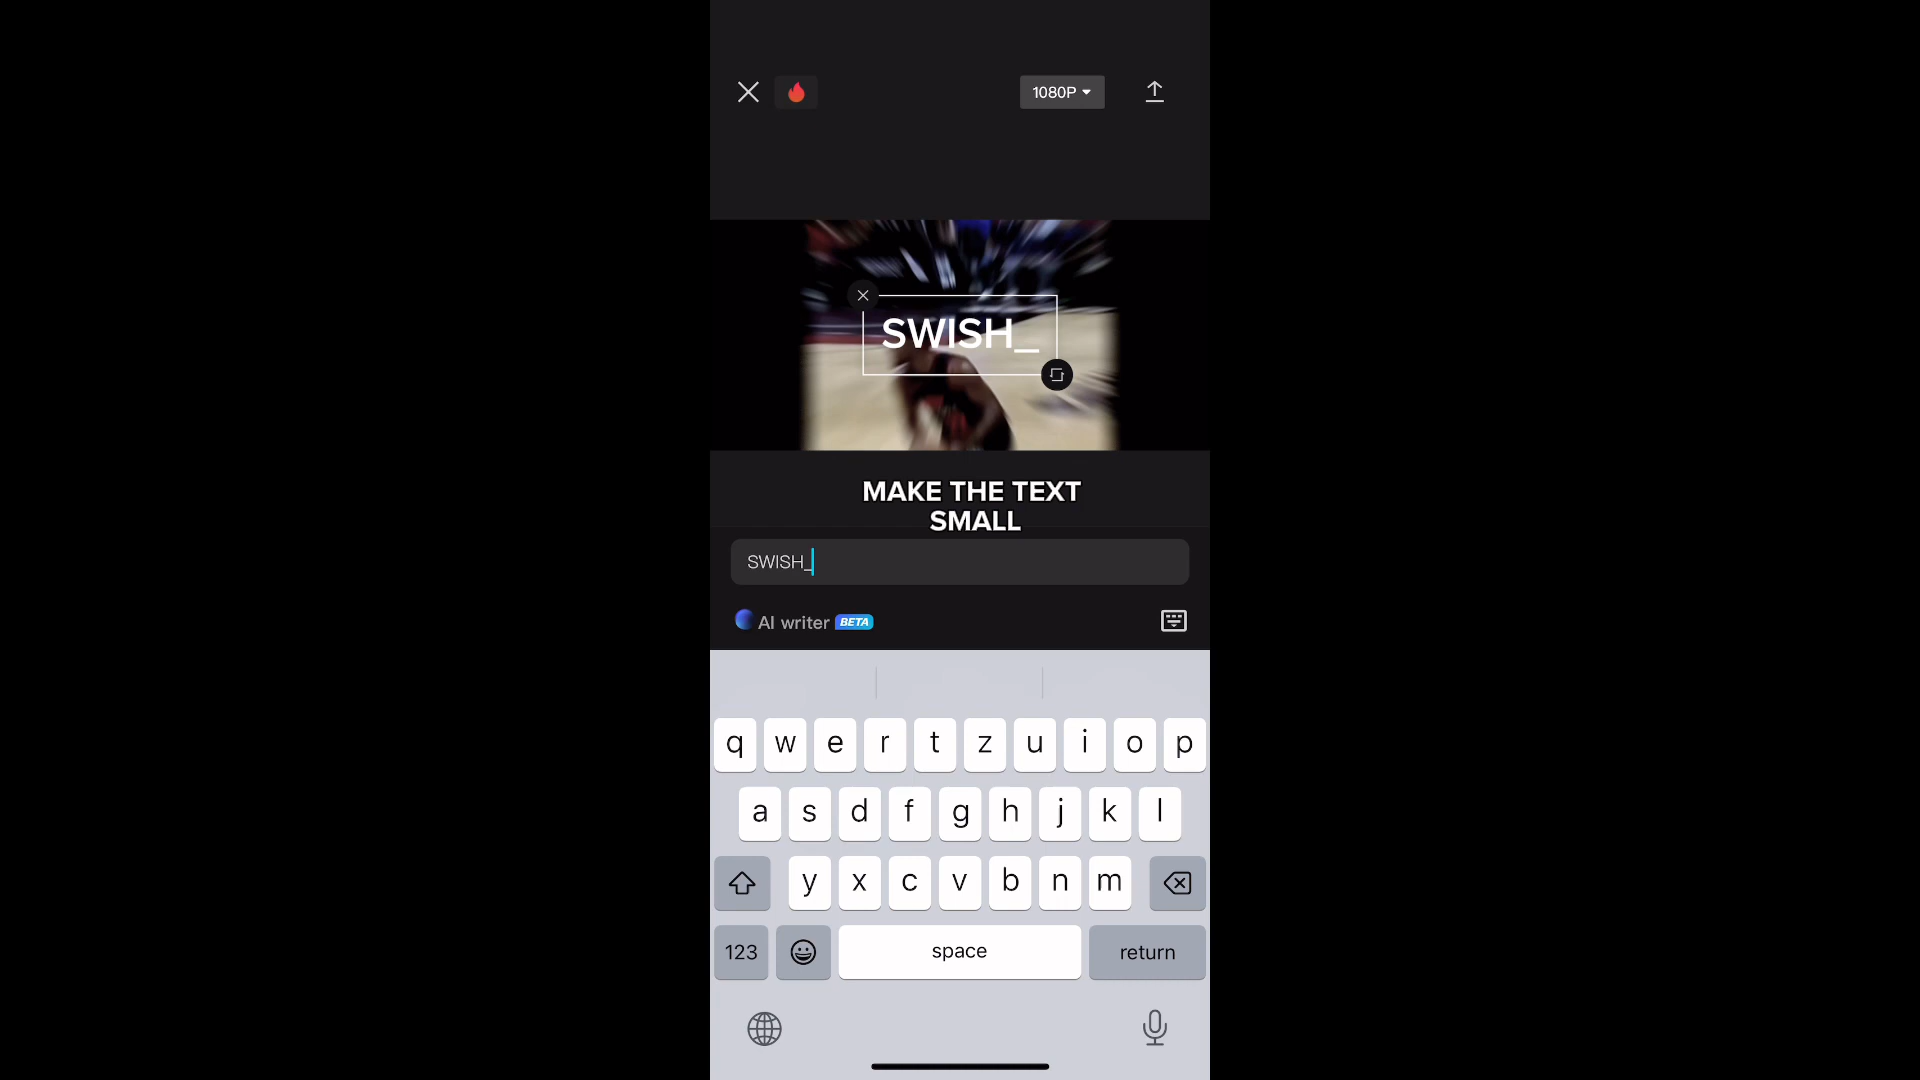 1080P
SWISH_
MAKE THE TEXT
SMALL
SWISH_
AI writer BETA
q w e r t z u i o p
a s d f g h j k l
y x c v b n m
123 space return